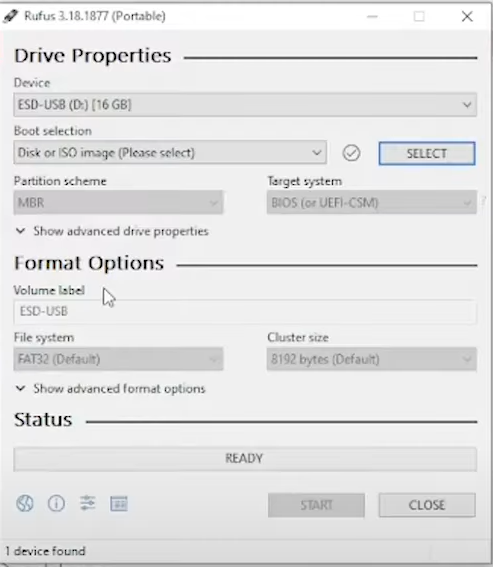 Rufus 3.18.1877 (Portable)
Drive Properties
Device
ESD-USB (D:) [16 GB]
Boot selection
Disk or ISO image (Please select)
SELECT
Partition scheme
Target system
MBR
BIOS (or UEFI-CSM)
?
Show advanced drive properties
Format Options
Volume label
ESD-USB
File system
Cluster size
FAT32 (Default)
8192 bytes (Default)
Show advanced format options
Status
READY
START
CLOSE
1 device found